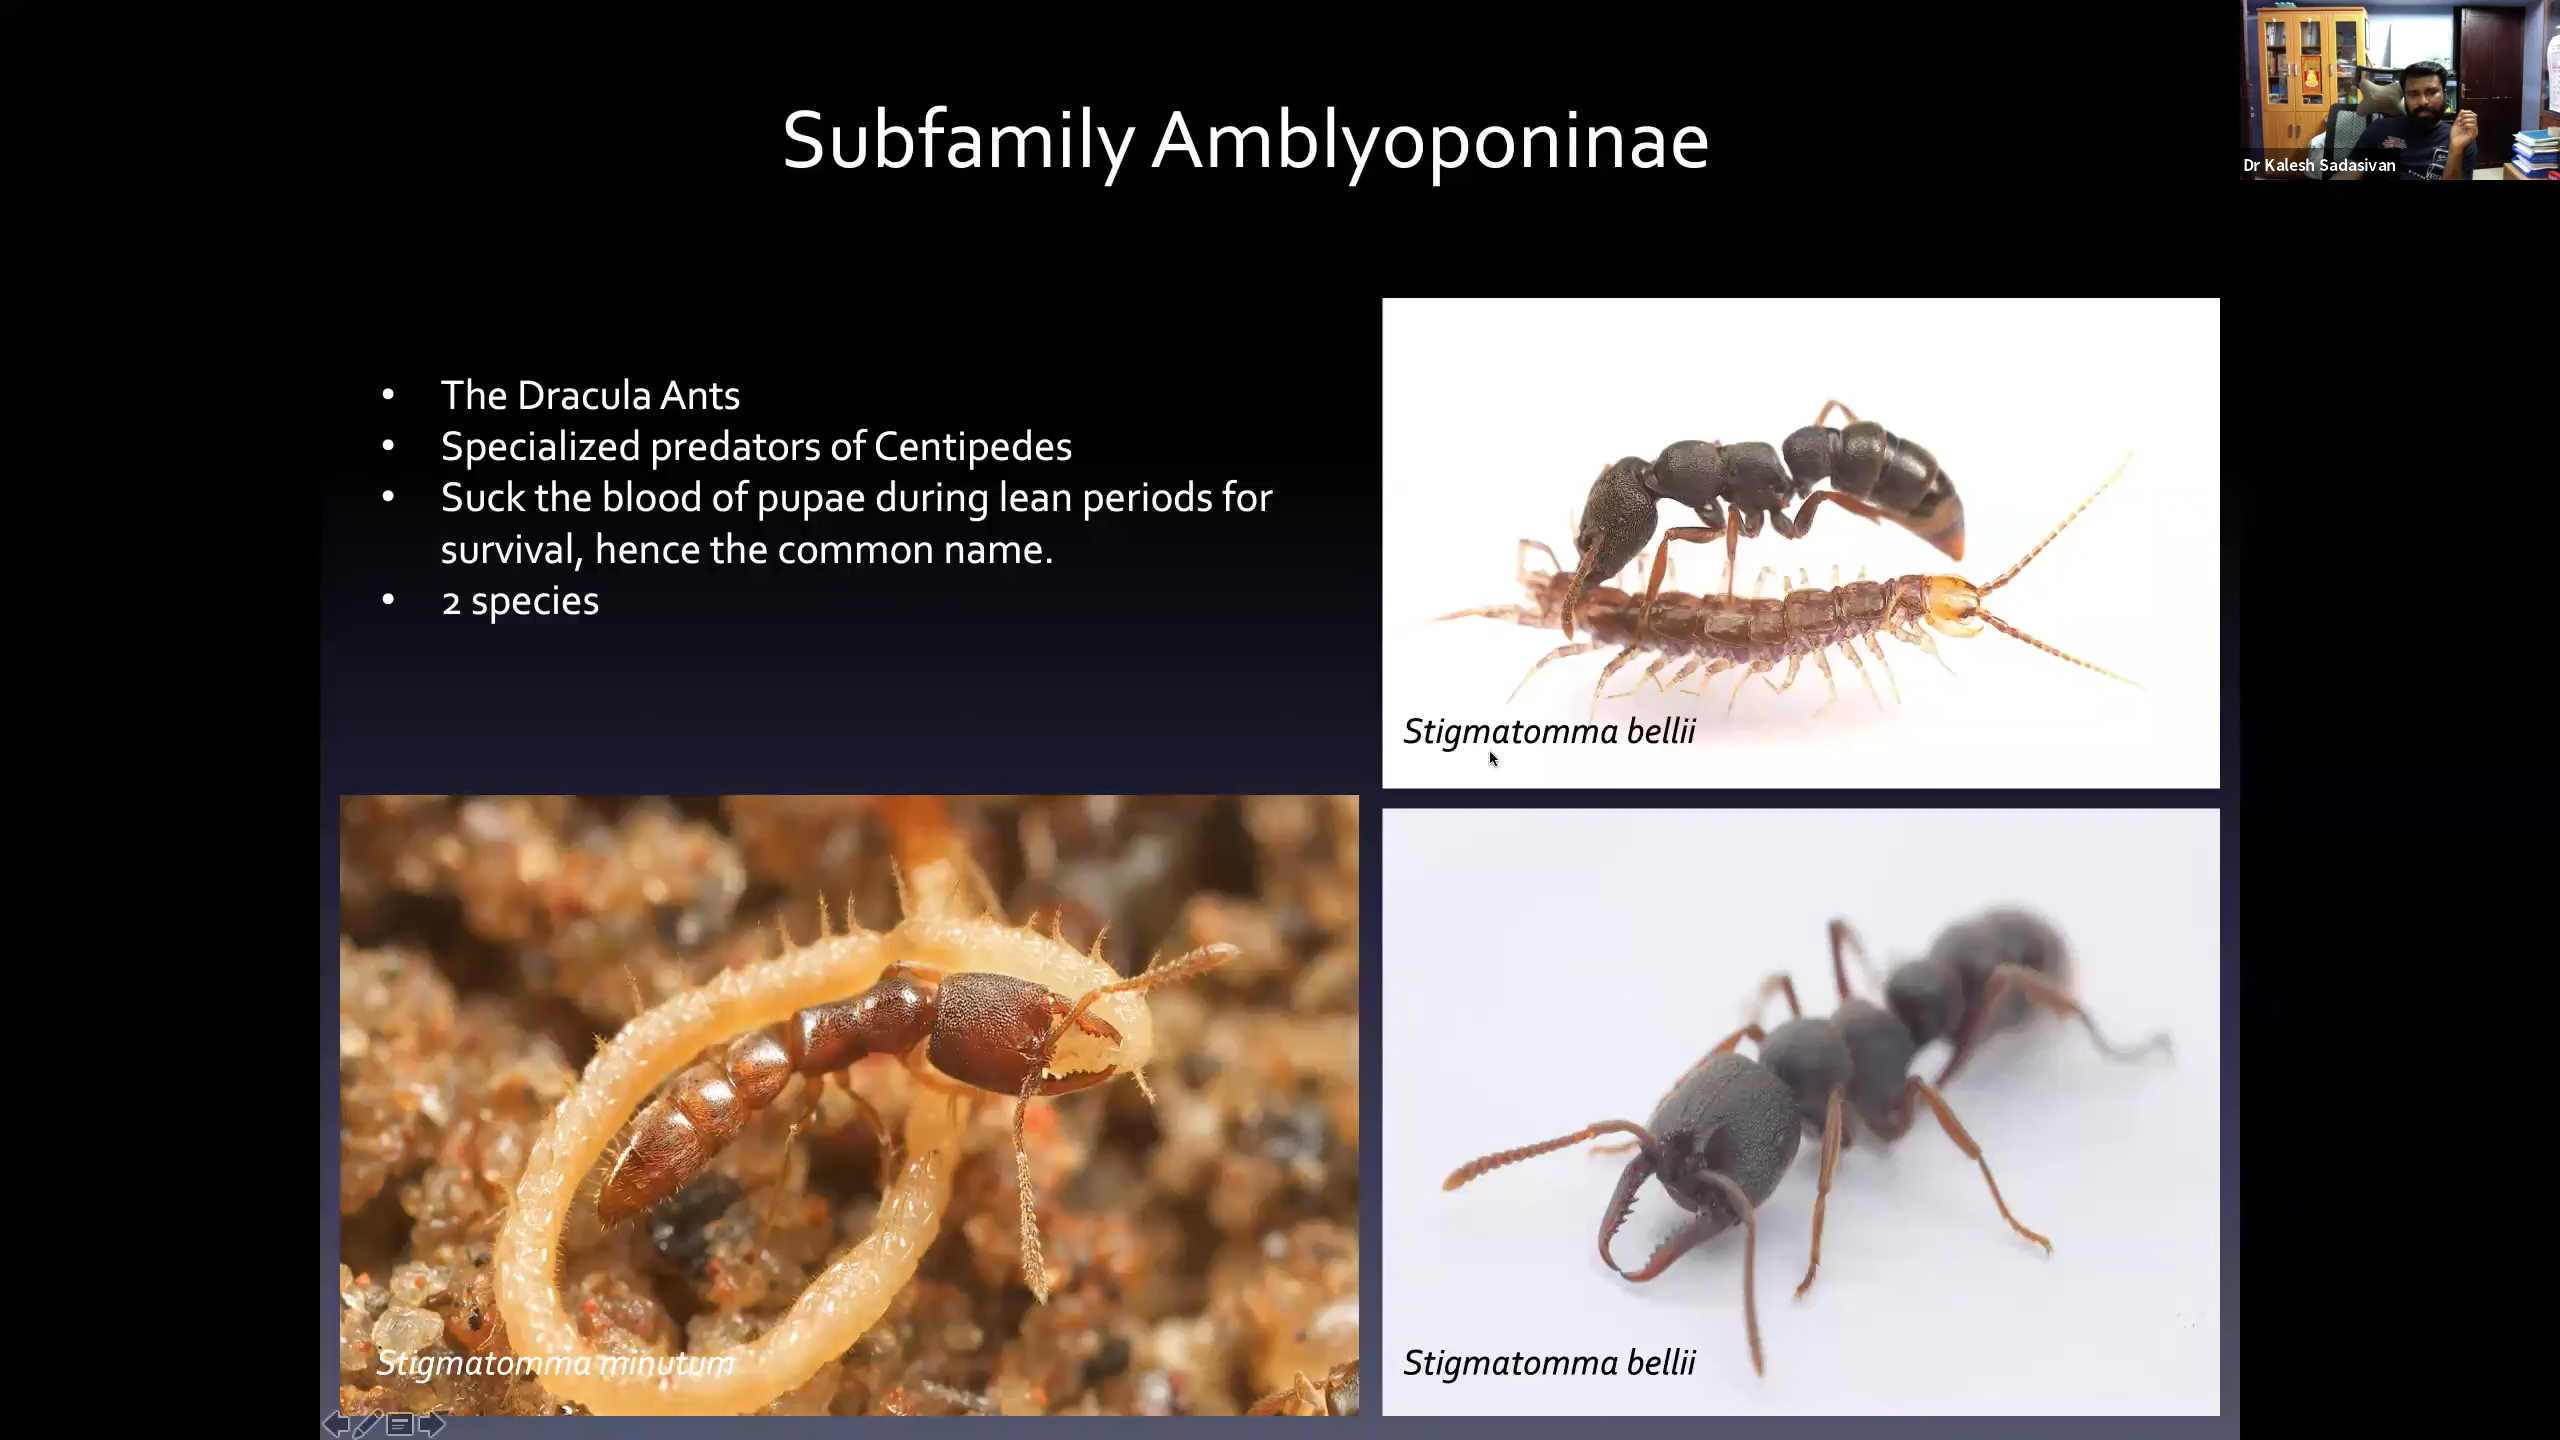 Subfamily Amblyoponinae
Dr Kalesh Sadasivan
• The Dracula Ants
• Specialized predators of Centipedes
• Suck the blood of pupae during lean periods for
survival, hence the common name.
• 2 species
Stigmatomma bellii
Stigmatomma minutum
Stigmatomma bellii